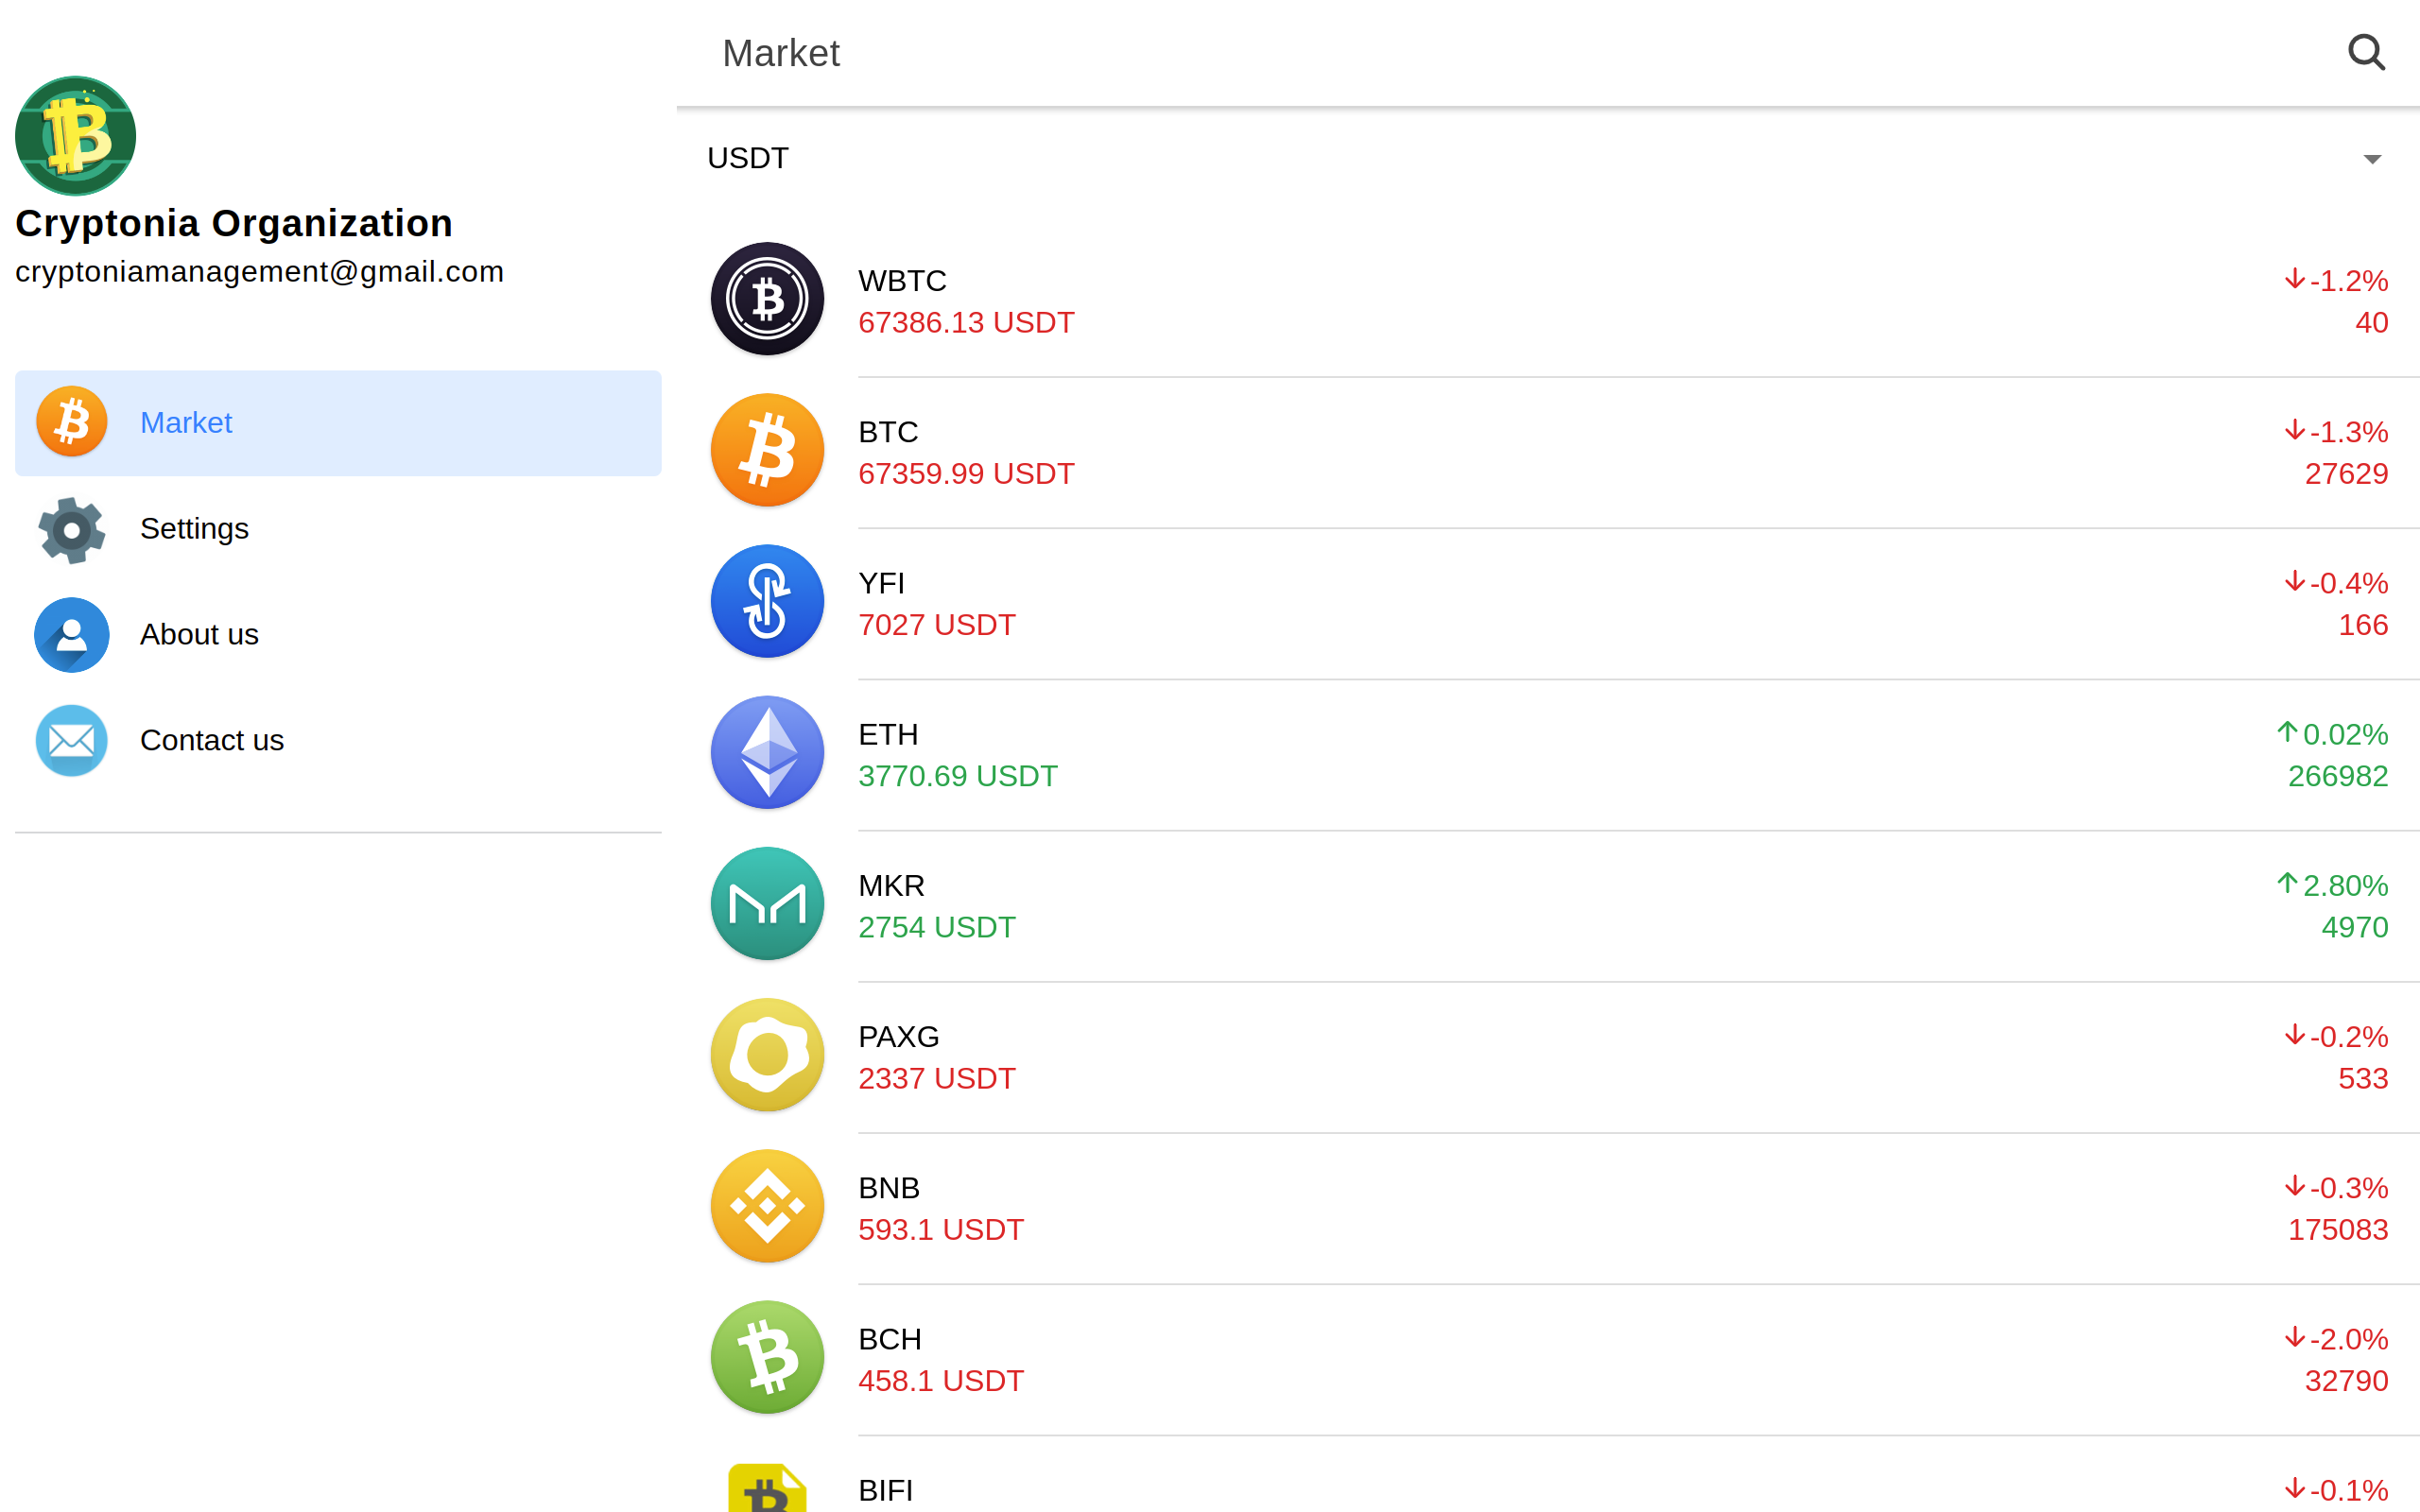 Cryptonia Organization
cryptoniamanagement@gmail.com
Market
Settings
About us
Contact us
Market
USDT
WBTC
67386.13 USDT
-1.2%
40
BTC
67359.99 USDT
-1.3%
27629
YFI
7027 USDT
-0.4%
166
ETH
3770.69 USDT
0.02%
266982
MKR
2754 USDT
2.80%
4970
PAXG
2337 USDT
-0.2%
533
BNB
593.1 USDT
-0.3%
175083
BCH
458.1 USDT
-2.0%
32790
BIFI
-0.1%